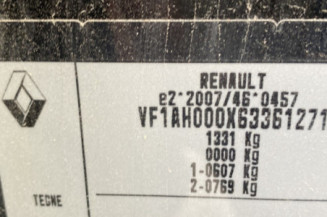 RENAULT
e2*2007/46*0457
VF1AH000X63361271
1331 Kg
0000 Kg
1-0607 Kg
2-0769 Kg
TECNE